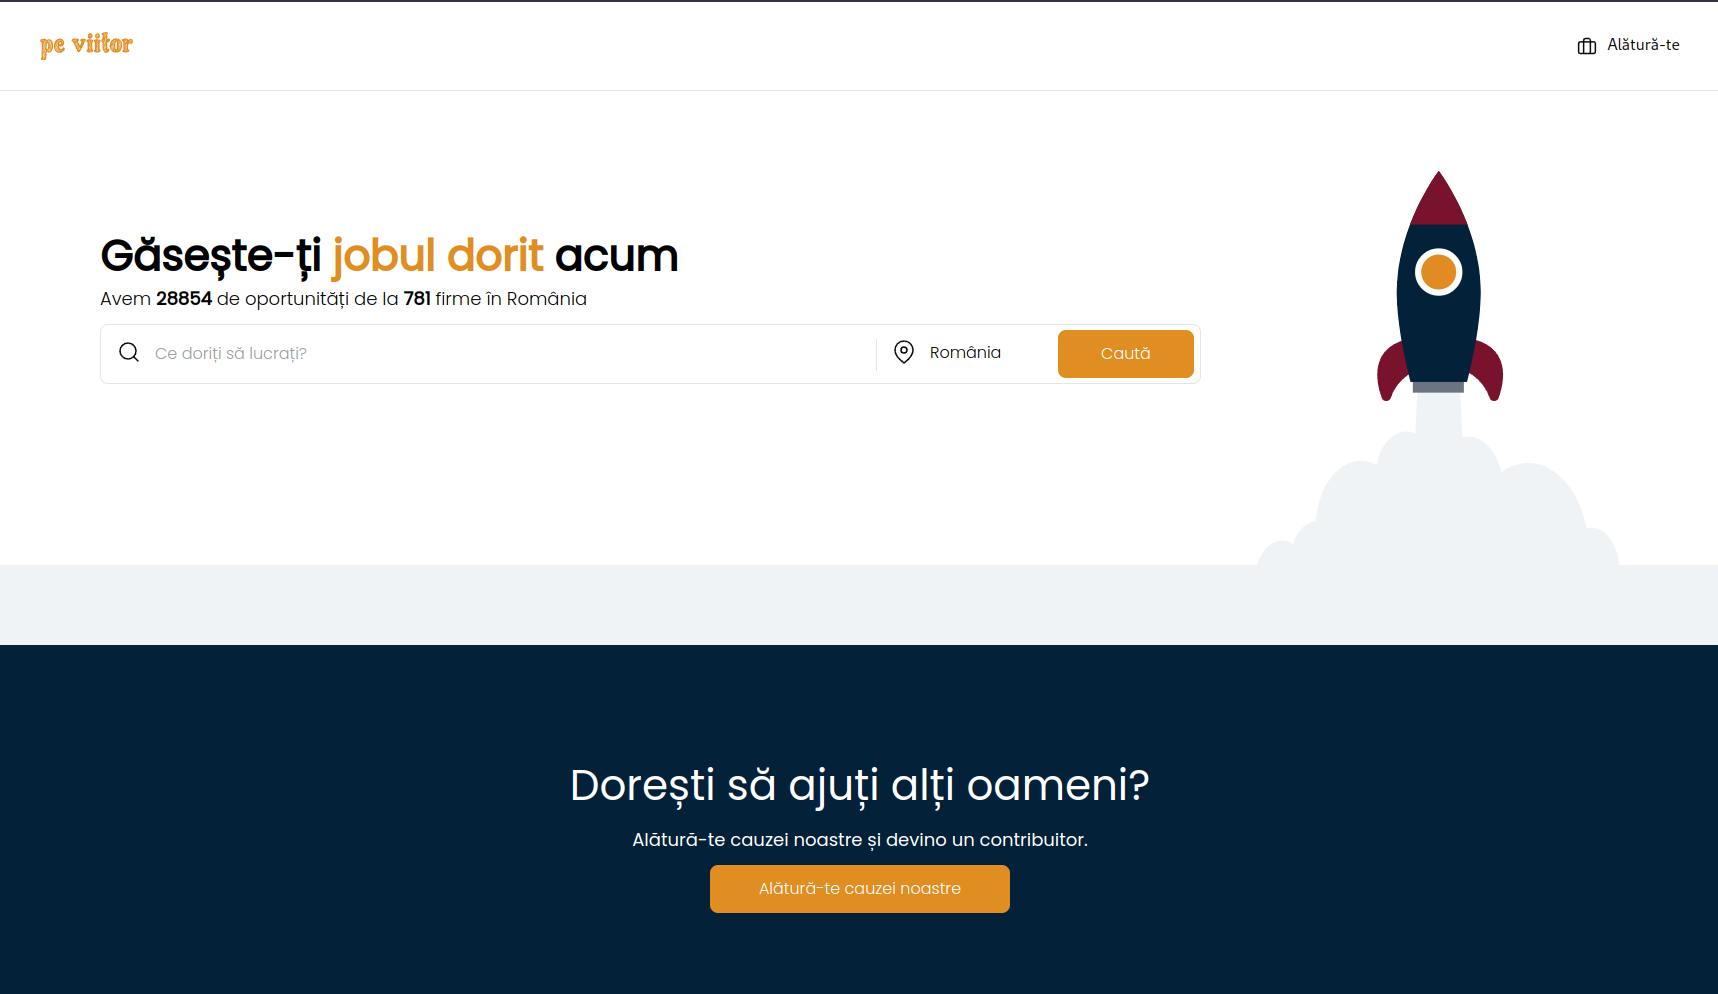 pe viitor
Alătură-te
Găsește-ți jobul dorit acum
Avem 28854 de oportunități de la 781 firme în România
Ce doriți să lucrați?
România
Caută
Dorești să ajuți alți oameni?
Alătură-te cauzei noastre și devino un contribuitor.
Alătură-te cauzei noastre